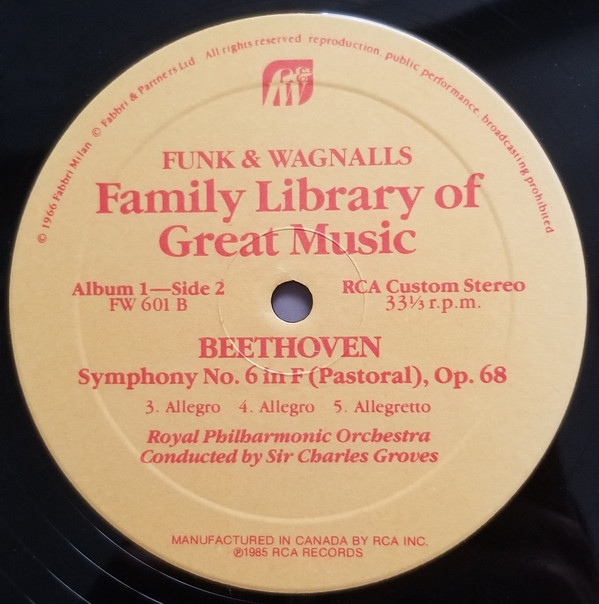 © 1966 Fabbri Milan © Fabbri & Partners Ltd All rights reserved reproduction, public performance, broadcasting prohibited
FUNK & WAGNALLS
Family Library of
Great Music
Album 1—Side 2
FW 601 B
RCA Custom Stereo
33⅓ r.p.m.
BEETHOVEN
Symphony No. 6 in F (Pastoral), Op. 68
3. Allegro 4. Allegro 5. Allegretto
Royal Philharmonic Orchestra
Conducted by Sir Charles Groves
MANUFACTURED IN CANADA BY RCA INC.
℗1985 RCA RECORDS